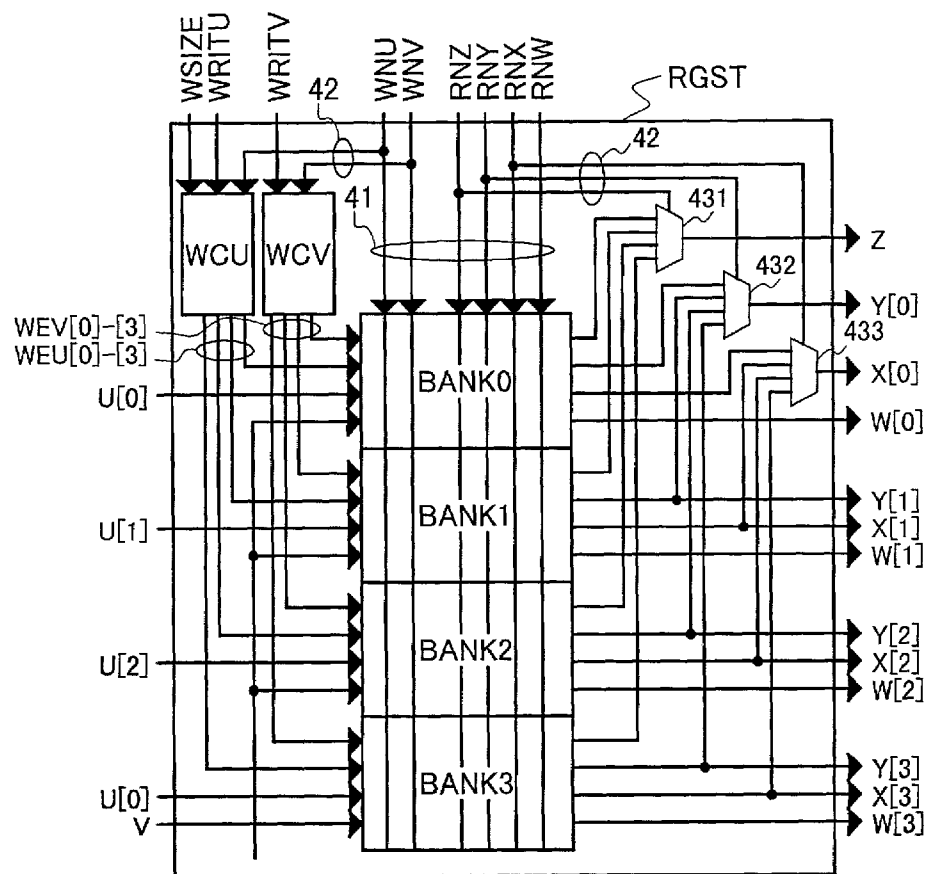 WSIZE
WRITU
WRITV
WNU
WNV
RNZ
RNY
RNX
RNW
RGST
42
42
41
431
432
433
WCU
WCV
WEV[0]-[3]
WEU[0]-[3]
U[0]
U[1]
U[2]
U[0]
V
BANK0
BANK1
BANK2
BANK3
Z
Y[0]
X[0]
W[0]
Y[1]
X[1]
W[1]
Y[2]
X[2]
W[2]
Y[3]
X[3]
W[3]